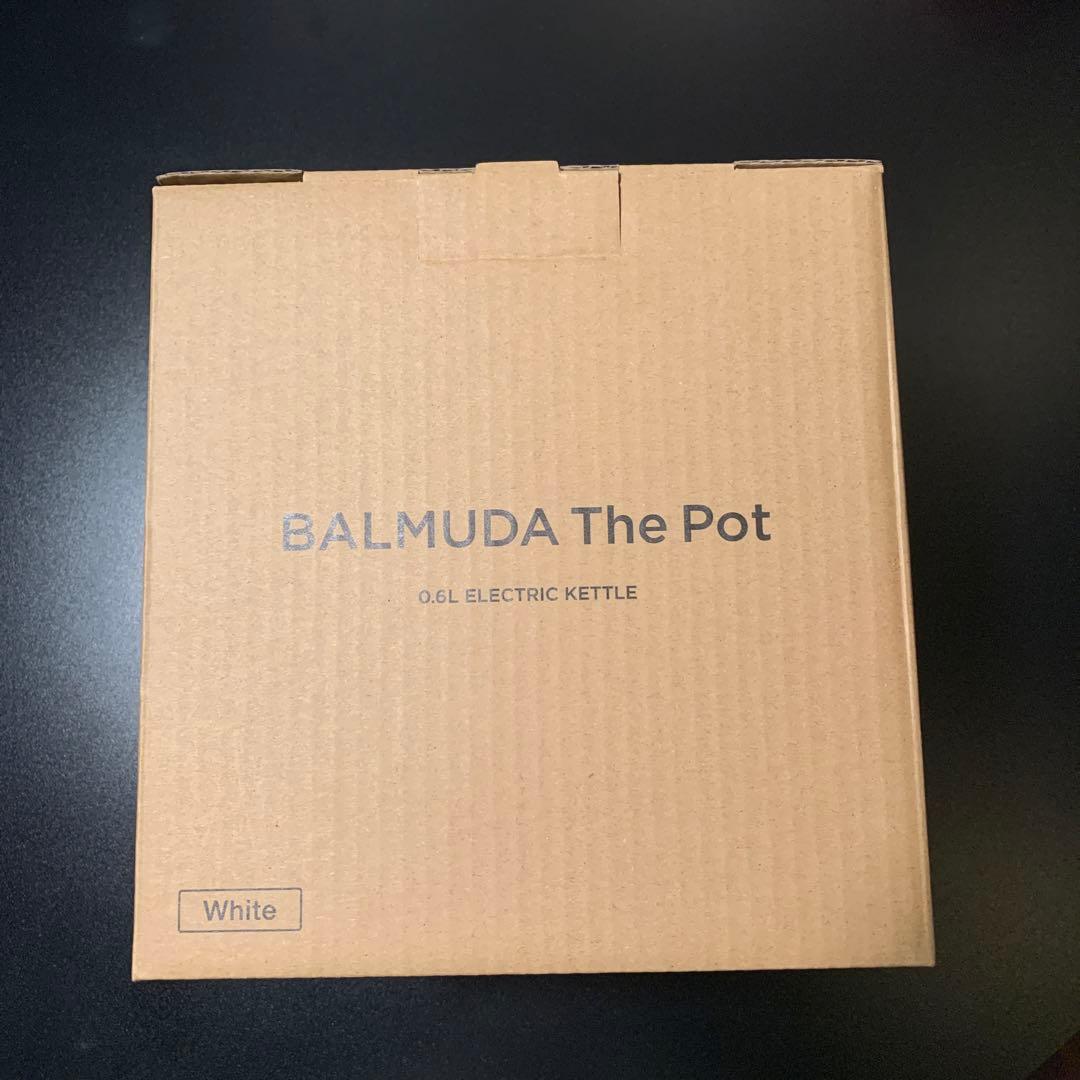 BALMUDA The Pot
0.6L ELECTRIC KETTLE
White